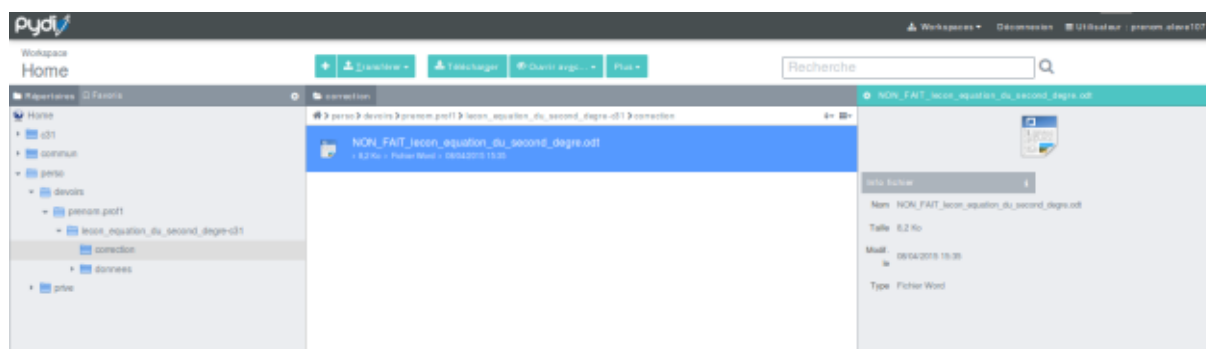 Pydio
Workspaces Déconnexion Utilisateur : prenom.eleve107
Workspace
Home
+ Transférer Télécharger Ouvrir avec... Plus
Recherche
Répertoires Favoris
correction
NON_FAIT_lecon_equation_du_second_degre.odt
Home
c31
commun
perso
devoirs
prenom.prof1
lecon_equation_du_second_degre-c31
correction
donnees
prive
perso devoirs prenom.prof1 lecon_equation_du_second_degre-c31 correction
NON_FAIT_lecon_equation_du_second_degre.odt
8,2 Ko - Fichier Word - 08/04/2015 15:35
Info fichier
Nom NON_FAIT_lecon_equation_du_second_degre.odt
Taille 8,2 Ko
Modif. le 08/04/2015 15:35
Type Fichier Word